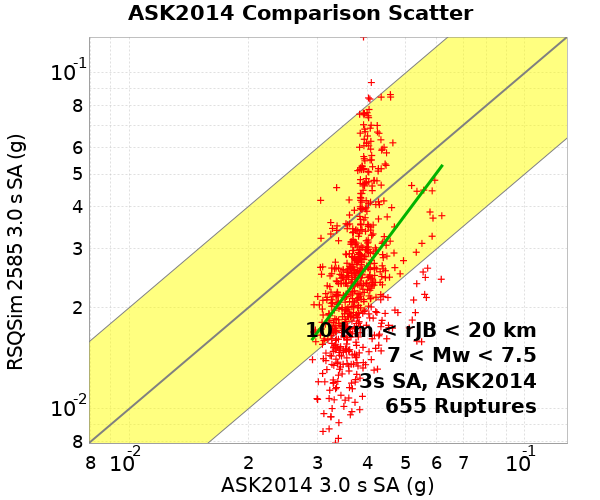 ASK2014 Comparison Scatter
RSQSim 2585 3.0 s SA (g)
10⁻¹
8
6
5
4
3
2
10⁻²
8
10 km < rJB < 20 km
7 < Mw < 7.5
3s SA, ASK2014
655 Ruptures
8 10⁻² 2 3 4 5 6 7 10⁻¹
ASK2014 3.0 s SA (g)